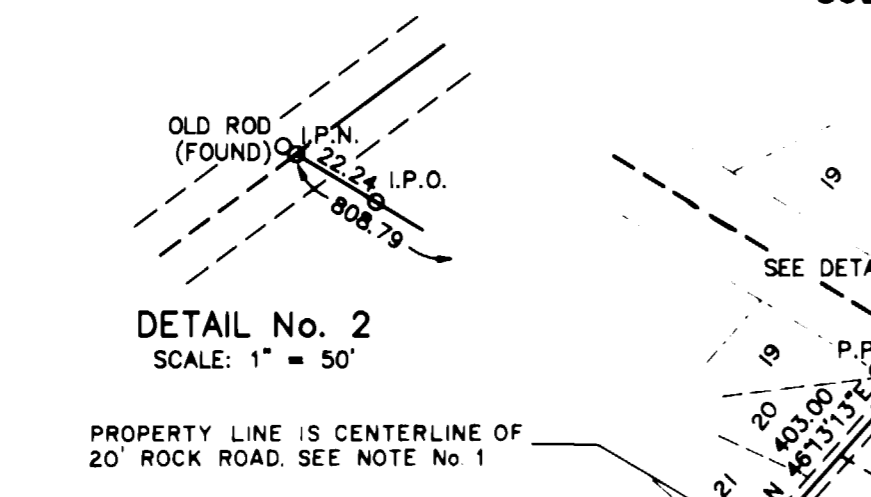 OLD ROD
(FOUND)
I.P.N.
22.24
I.P.O.
808.79
DETAIL No. 2
SCALE: 1" = 50'
PROPERTY LINE IS CENTERLINE OF
20' ROCK ROAD. SEE NOTE No. 1
19
SEE
19
20
403.00
N 46°13'13"E
21